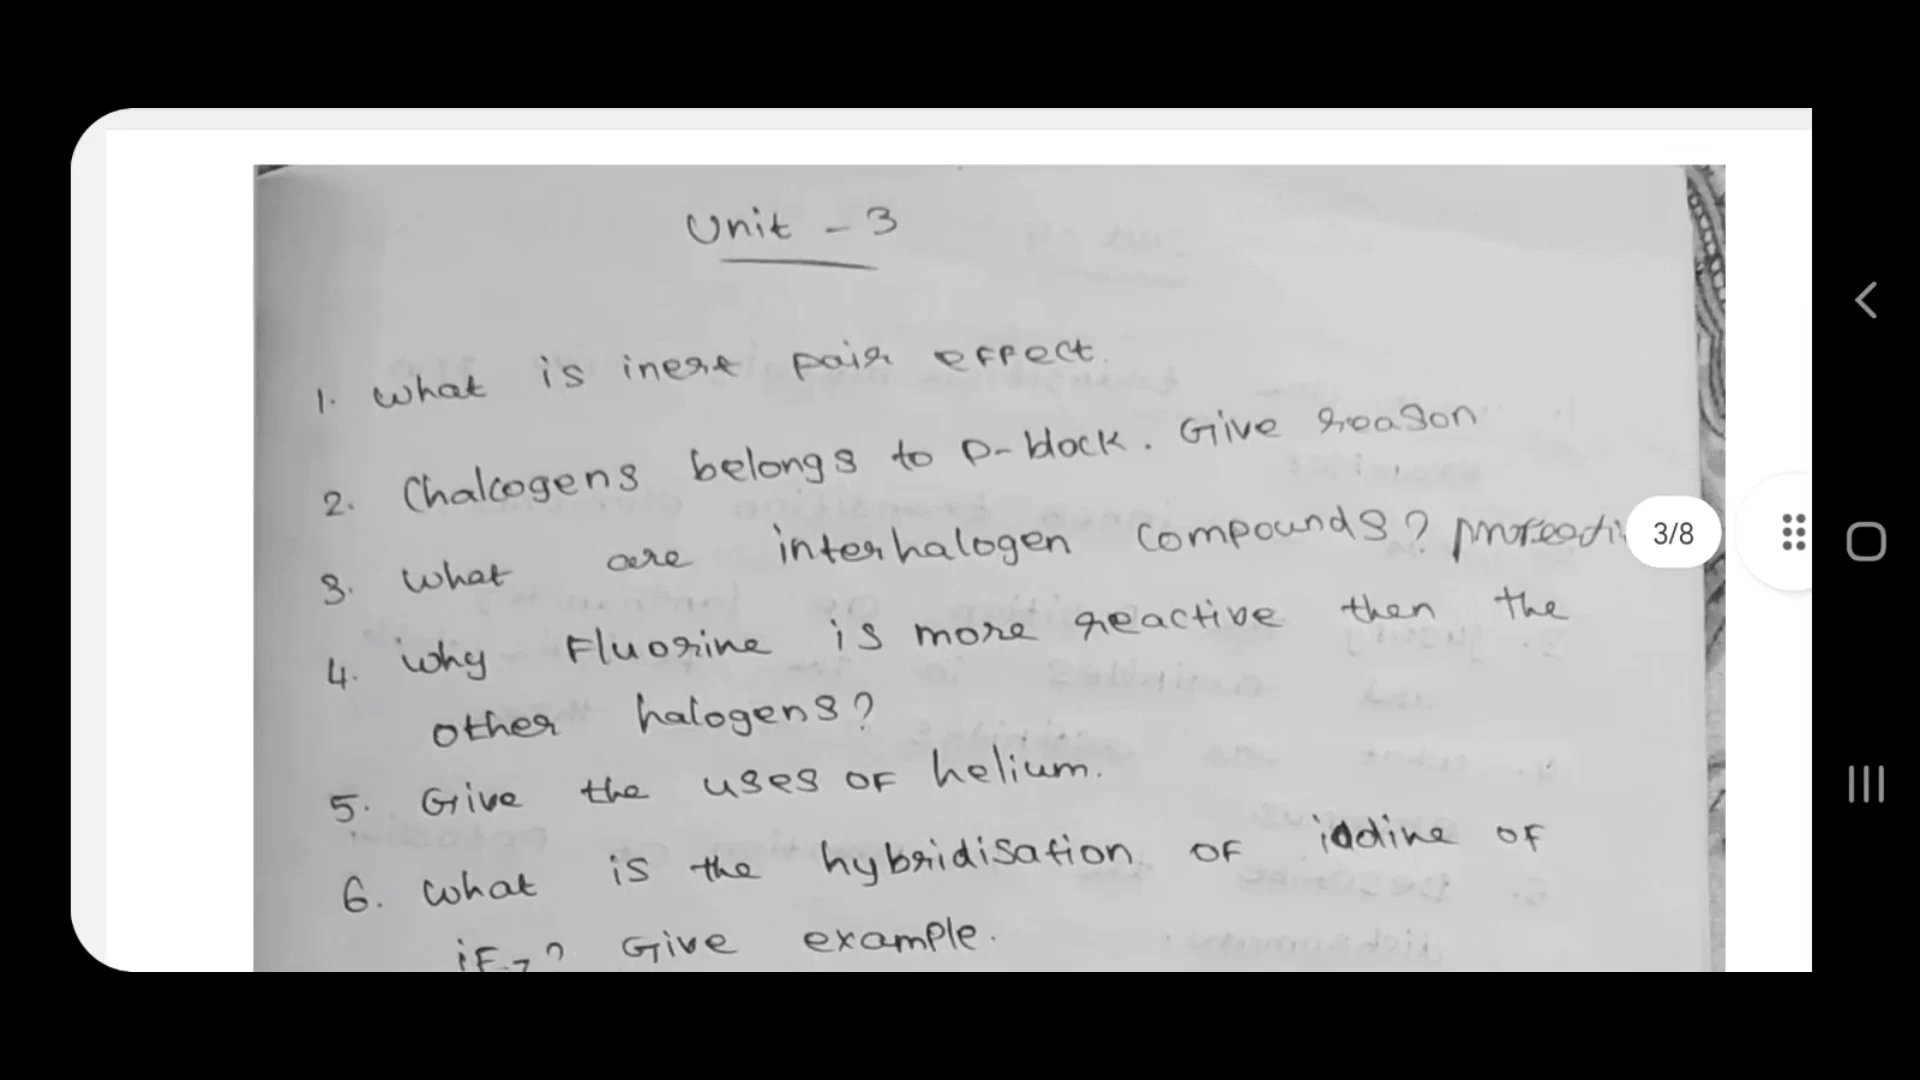 Unit - 3
1. What is inert pair effect.
2. Chalcogens belongs to p-block. Give reason
3. What are interhalogen compounds?
3/8
4. Why Fluorine is more reactive then the
other halogens?
5. Give the uses of helium.
6. What is the hybridisation of iodine of
iF7? Give example.